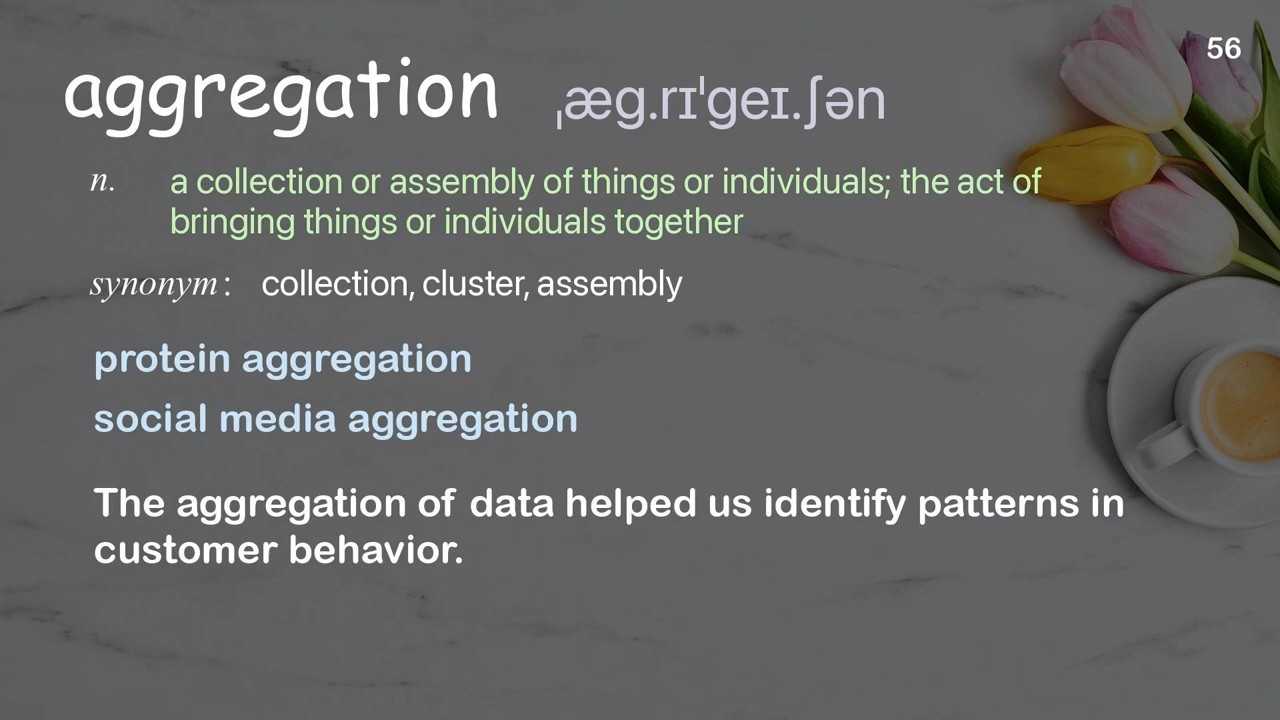 56
aggregation ˌæg.rɪˈgeɪ.ʃən
n. a collection or assembly of things or individuals; the act of
bringing things or individuals together
synonym: collection, cluster, assembly
protein aggregation
social media aggregation
The aggregation of data helped us identify patterns in
customer behavior.